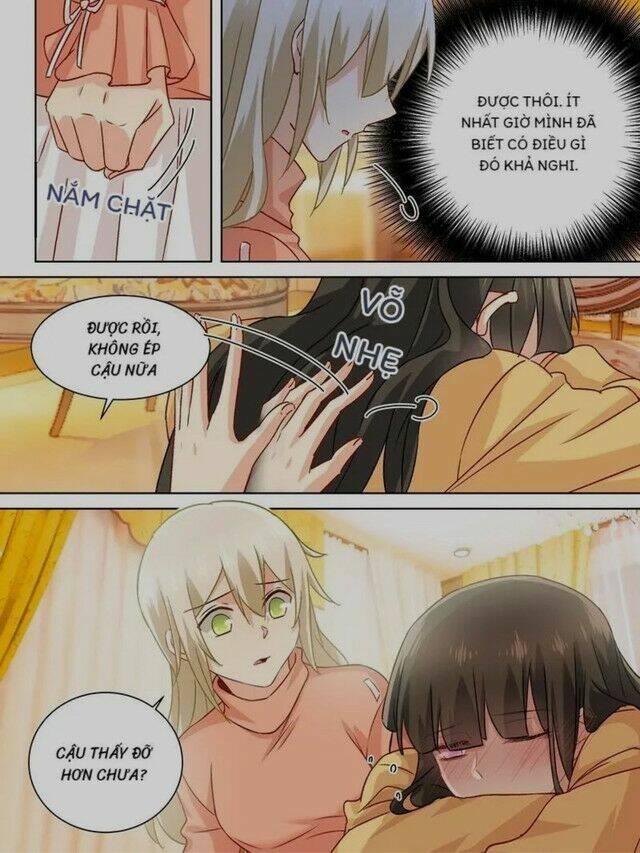 ĐƯỢC THÔI. ÍT
NHẤT GIỜ MÌNH ĐÃ
BIẾT CÓ ĐIỀU GÌ
ĐÓ KHẢ NGHI.
NẮM CHẶT
VỖ
NHẸ
ĐƯỢC RỒI,
KHÔNG ÉP
CẬU NỮA
CẬU THẤY ĐỠ
HƠN CHƯA?